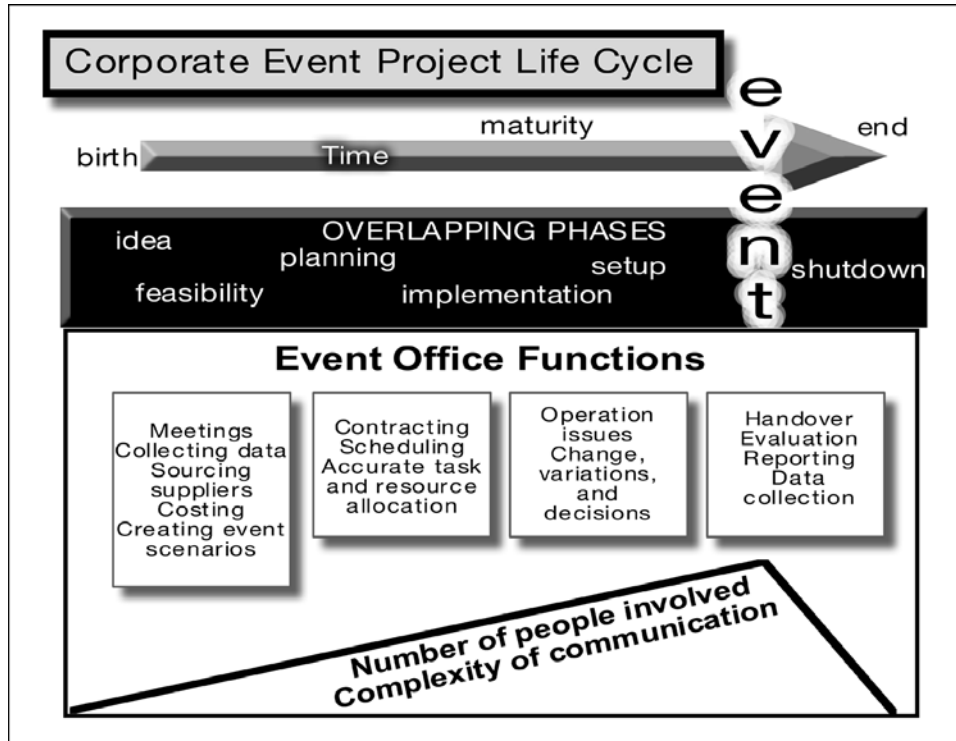 Corporate Event Project Life Cycle
event
maturity
end
birth
Time
OVERLAPPING PHASES
idea
planning
setup
shutdown
feasibility
implementation
Event Office Functions
Meetings
Collecting data
Sourcing
suppliers
Costing
Creating event
scenarios
Contracting
Scheduling
Accurate task
and resource
allocation
Operation
issues
Change,
variations,
and
decisions
Handover
Evaluation
Reporting
Data
collection
Number of people involved
Complexity of communication